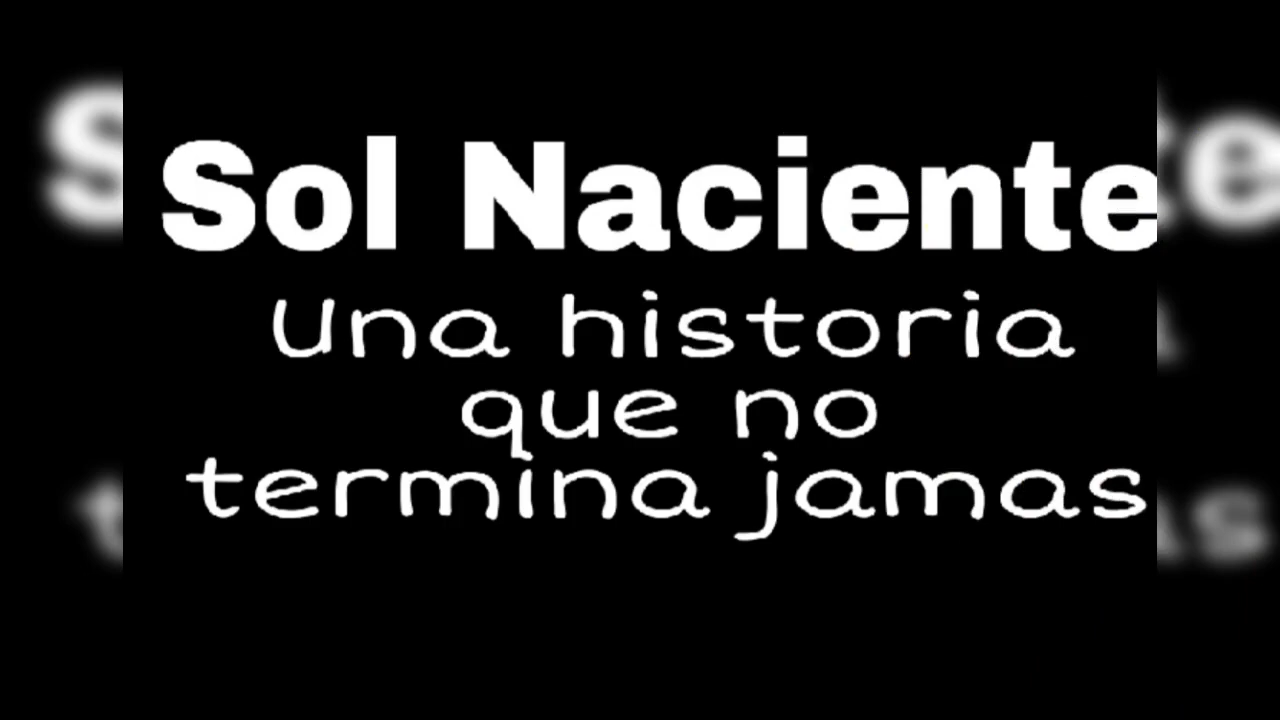 Sol Naciente
Una historia
que no
termina jamas